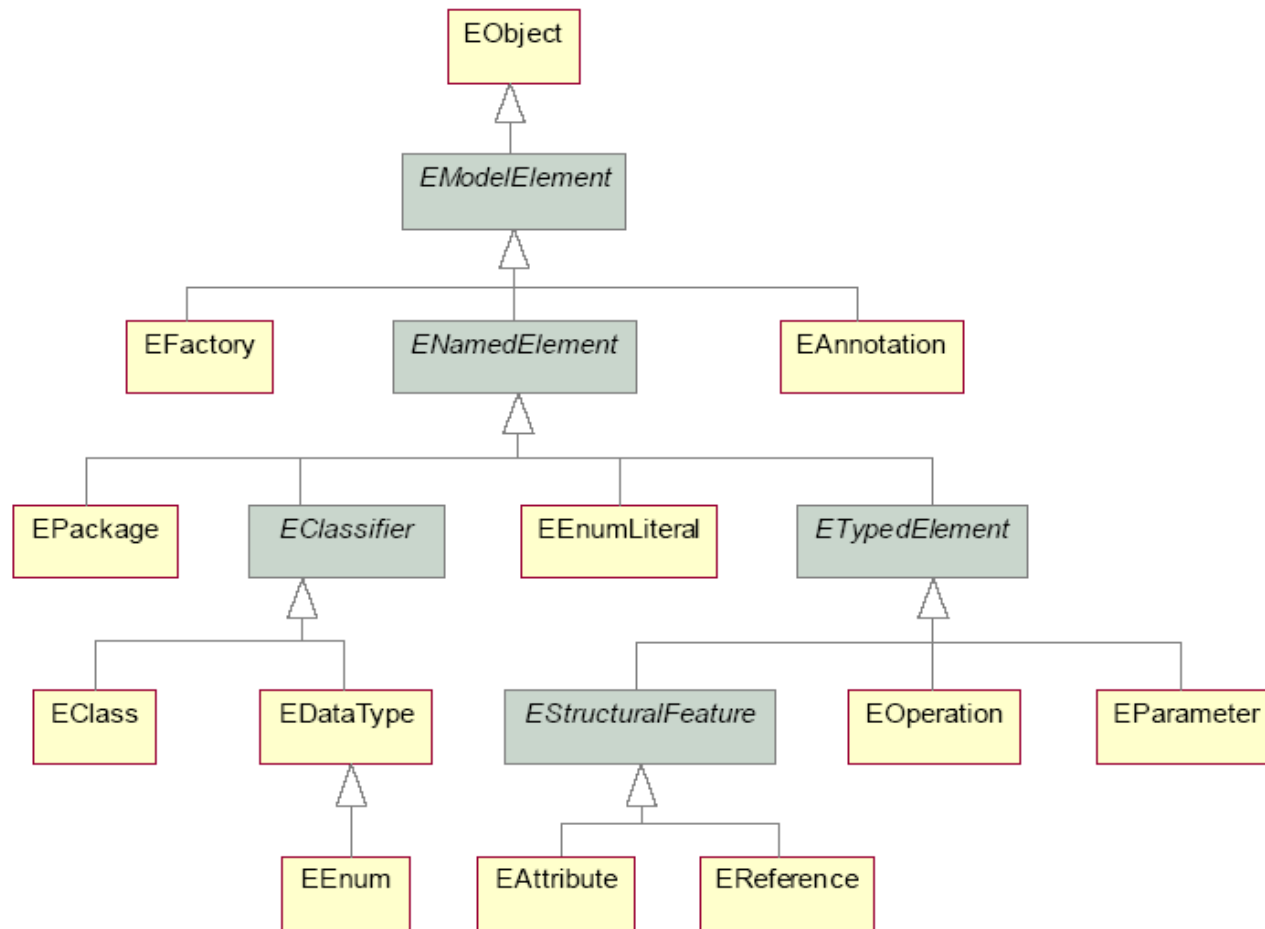 EObject
EModelElement
EFactory
ENamedElement
EAnnotation
EPackage
EClassifier
EEnumLiteral
ETypedElement
EClass
EDataType
EStructuralFeature
EOperation
EParameter
EEnum
EAttribute
EReference